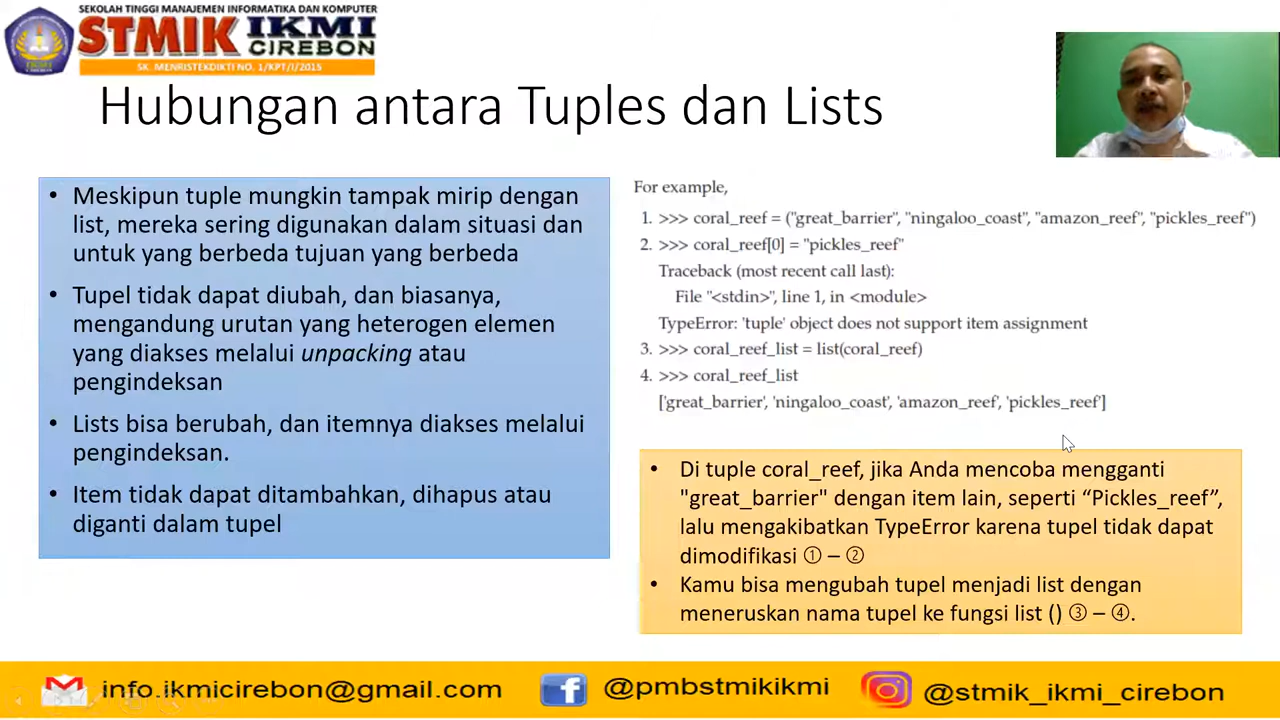 SEKOLAH TINGGI MANAJEMEN INFORMATIKA DAN KOMPUTER
STMIK IKMI
CIREBON
SK. MENRISTEKDIKTI NO. 1/KPT/I/2015
Hubungan antara Tuples dan Lists
• Meskipun tuple mungkin tampak mirip dengan
list, mereka sering digunakan dalam situasi dan
untuk yang berbeda tujuan yang berbeda
• Tupel tidak dapat diubah, dan biasanya,
mengandung urutan yang heterogen elemen
yang diakses melalui unpacking atau
pengindeksan
• Lists bisa berubah, dan itemnya diakses melalui
pengindeksan.
• Item tidak dapat ditambahkan, dihapus atau
diganti dalam tupel
For example,
1. >>> coral_reef = ("great_barrier", "ningaloo_coast", "amazon_reef", "pickles_reef")
2. >>> coral_reef[0] = "pickles_reef"
Traceback (most recent call last):
File "<stdin>", line 1, in <module>
TypeError: 'tuple' object does not support item assignment
3. >>> coral_reef_list = list(coral_reef)
4. >>> coral_reef_list
['great_barrier', 'ningaloo_coast', 'amazon_reef', 'pickles_reef']
• Di tuple coral_reef, jika Anda mencoba mengganti
"great_barrier" dengan item lain, seperti “Pickles_reef”,
lalu mengakibatkan TypeError karena tupel tidak dapat
dimodifikasi ① – ②
• Kamu bisa mengubah tupel menjadi list dengan
meneruskan nama tupel ke fungsi list () ③ – ④.
info.ikmicirebon@gmail.com
@pmbstmikikmi
@stmik_ikmi_cirebon